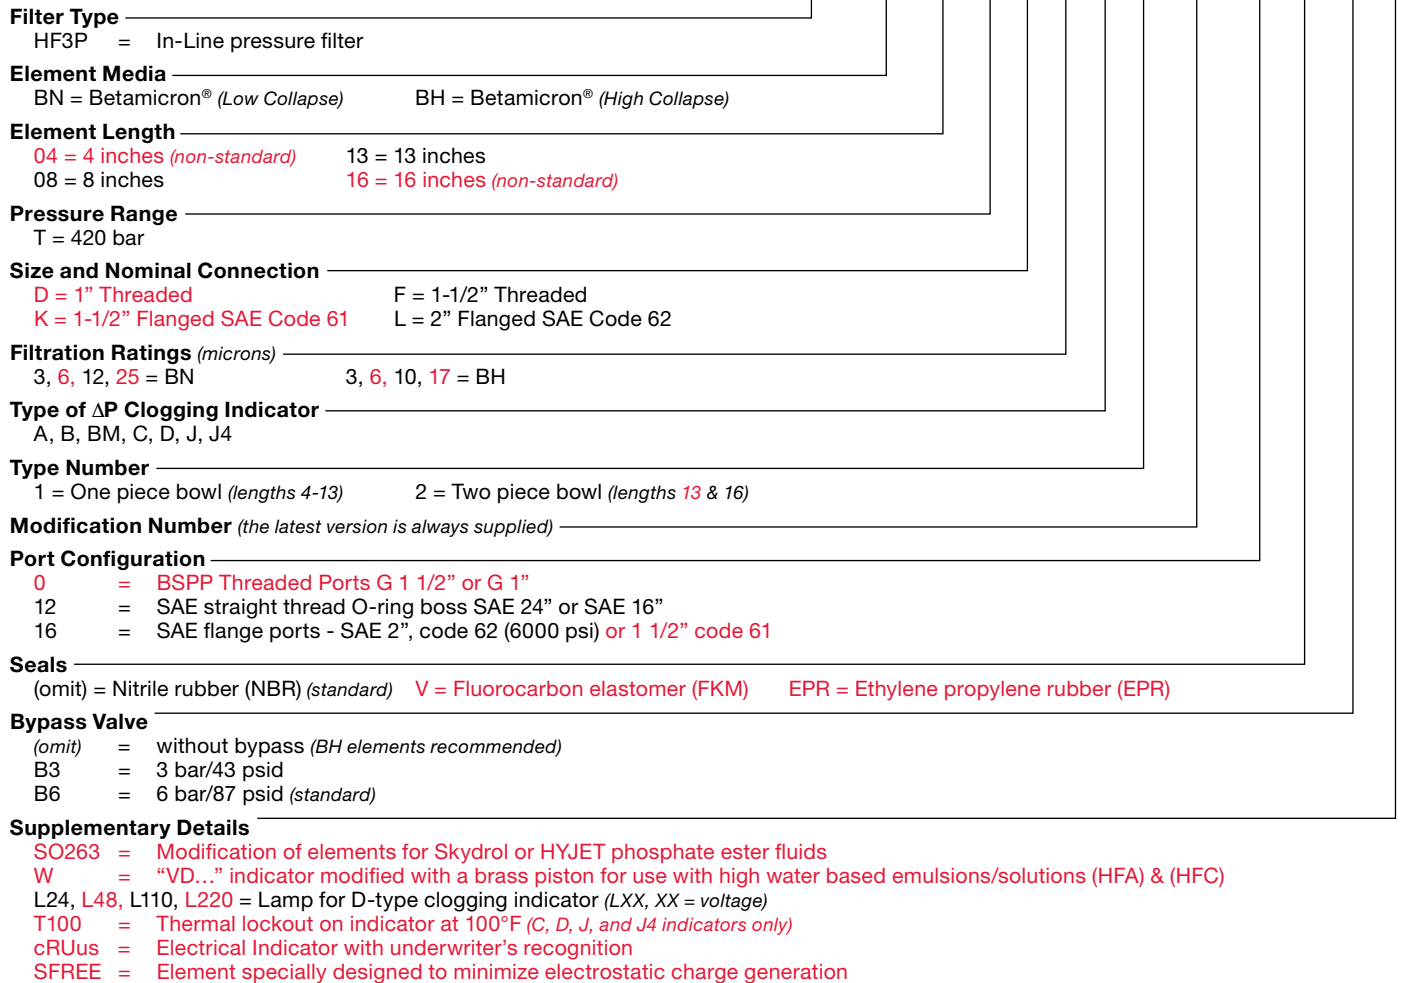 Filter Type
HF3P = In-Line pressure filter
Element Media
BN = Betamicron® (Low Collapse) BH = Betamicron® (High Collapse)
Element Length
04 = 4 inches (non-standard) 13 = 13 inches
08 = 8 inches 16 = 16 inches (non-standard)
Pressure Range
T = 420 bar
Size and Nominal Connection
D = 1” Threaded F = 1-1/2” Threaded
K = 1-1/2” Flanged SAE Code 61 L = 2” Flanged SAE Code 62
Filtration Ratings (microns)
3, 6, 12, 25 = BN 3, 6, 10, 17 = BH
Type of ∆P Clogging Indicator
A, B, BM, C, D, J, J4
Type Number
1 = One piece bowl (lengths 4-13) 2 = Two piece bowl (lengths 13 & 16)
Modification Number (the latest version is always supplied)
Port Configuration
0 = BSPP Threaded Ports G 1 1/2” or G 1”
12 = SAE straight thread O-ring boss SAE 24” or SAE 16”
16 = SAE flange ports - SAE 2”, code 62 (6000 psi) or 1 1/2” code 61
Seals
(omit) = Nitrile rubber (NBR) (standard) V = Fluorocarbon elastomer (FKM) EPR = Ethylene propylene rubber (EPR)
Bypass Valve
(omit) = without bypass (BH elements recommended)
B3 = 3 bar/43 psid
B6 = 6 bar/87 psid (standard)
Supplementary Details
SO263 = Modification of elements for Skydrol or HYJET phosphate ester fluids
W = “VD…” indicator modified with a brass piston for use with high water based emulsions/solutions (HFA) & (HFC)
L24, L48, L110, L220 = Lamp for D-type clogging indicator (LXX, XX = voltage)
T100 = Thermal lockout on indicator at 100°F (C, D, J, and J4 indicators only)
cRUus = Electrical Indicator with underwriter’s recognition
SFREE = Element specially designed to minimize electrostatic charge generation